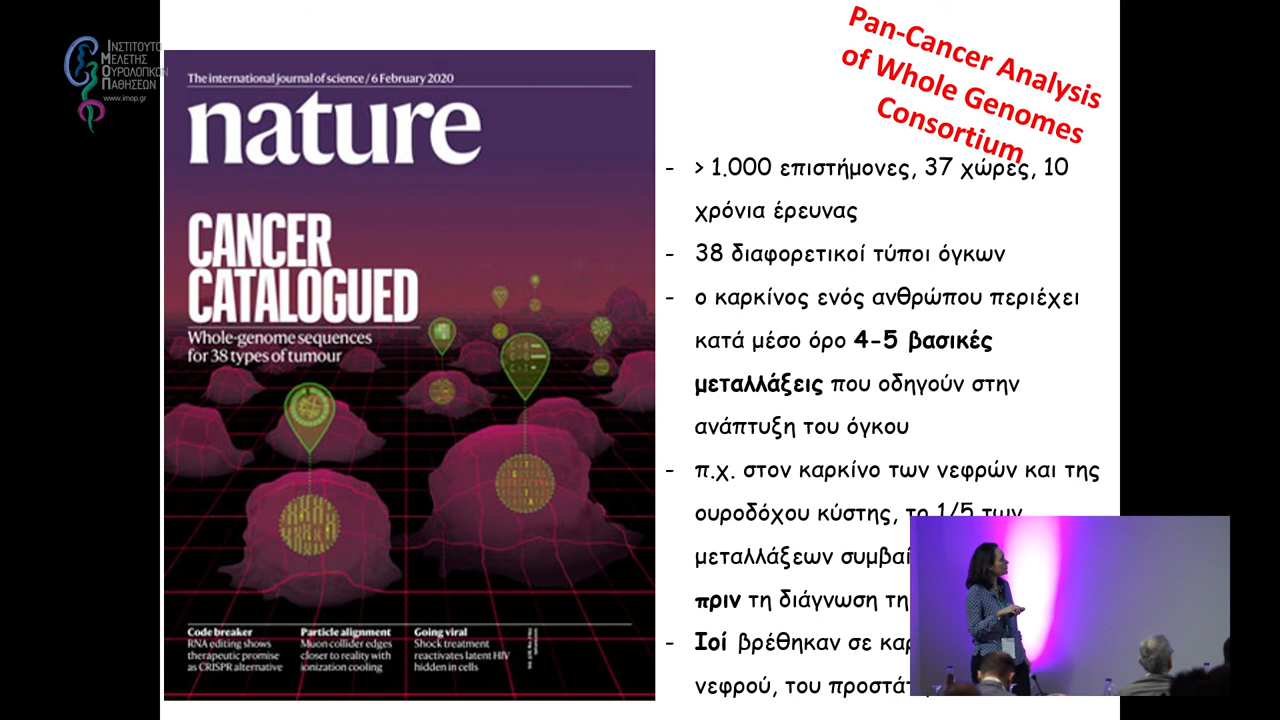 ΙΝΣΤΙΤΟΥΤΟ
ΜΕΛΕΤΗΣ
ΟΥΡΟΛΟΓΙΚΩΝ
ΠΑΘΗΣΕΩΝ
www.imop.gr
The international journal of science / 6 February 2020
nature
CANCER
CATALOGUED
Whole-genome sequences
for 38 types of tumour
Code breaker
RNA editing shows
therapeutic promise
as CRISPR alternative
Particle alignment
Muon collider edges
closer to reality with
ionization cooling
Going viral
Shock treatment
reactivates latent HIV
hidden in cells
Pan-Cancer Analysis
of Whole Genomes
Consortium
- > 1.000 επιστήμονες, 37 χώρες, 10
χρόνια έρευνας
- 38 διαφορετικοί τύποι όγκων
- ο καρκίνος ενός ανθρώπου περιέχει
κατά μέσο όρο 4-5 βασικές
μεταλλάξεις που οδηγούν στην
ανάπτυξη του όγκου
- π.χ. στον καρκίνο των νεφρών και της
ουροδόχου κύστης, το 1/5 των
μεταλλάξεων
πριν τη διάγνωση
- Ιοί βρέθηκαν σε
νεφρού, του